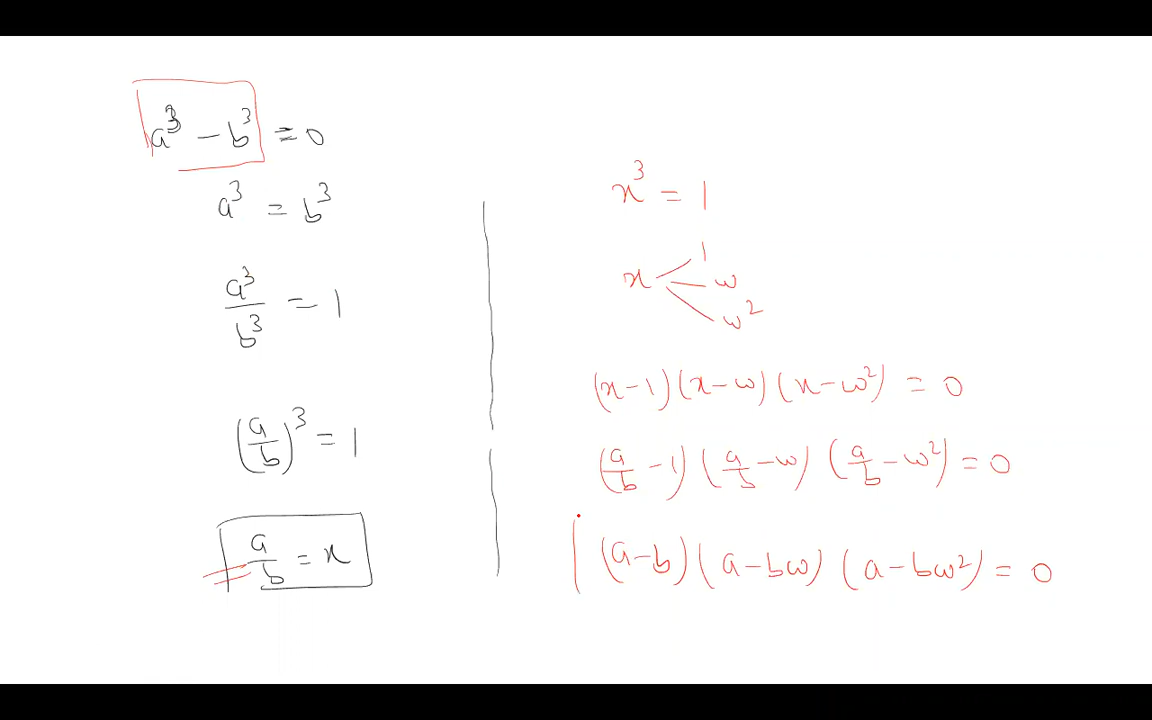 a³ − b³ = 0
a³ = b³
a³/b³ = 1
(a/b)³ = 1
a/b = x
x³ = 1
x < 1
ω
ω²
(x−1)(x−ω)(x−ω²) = 0
(a/b −1)(a/b −ω)(a/b −ω²) = 0
(a−b)(a−bω)(a−bω²) = 0